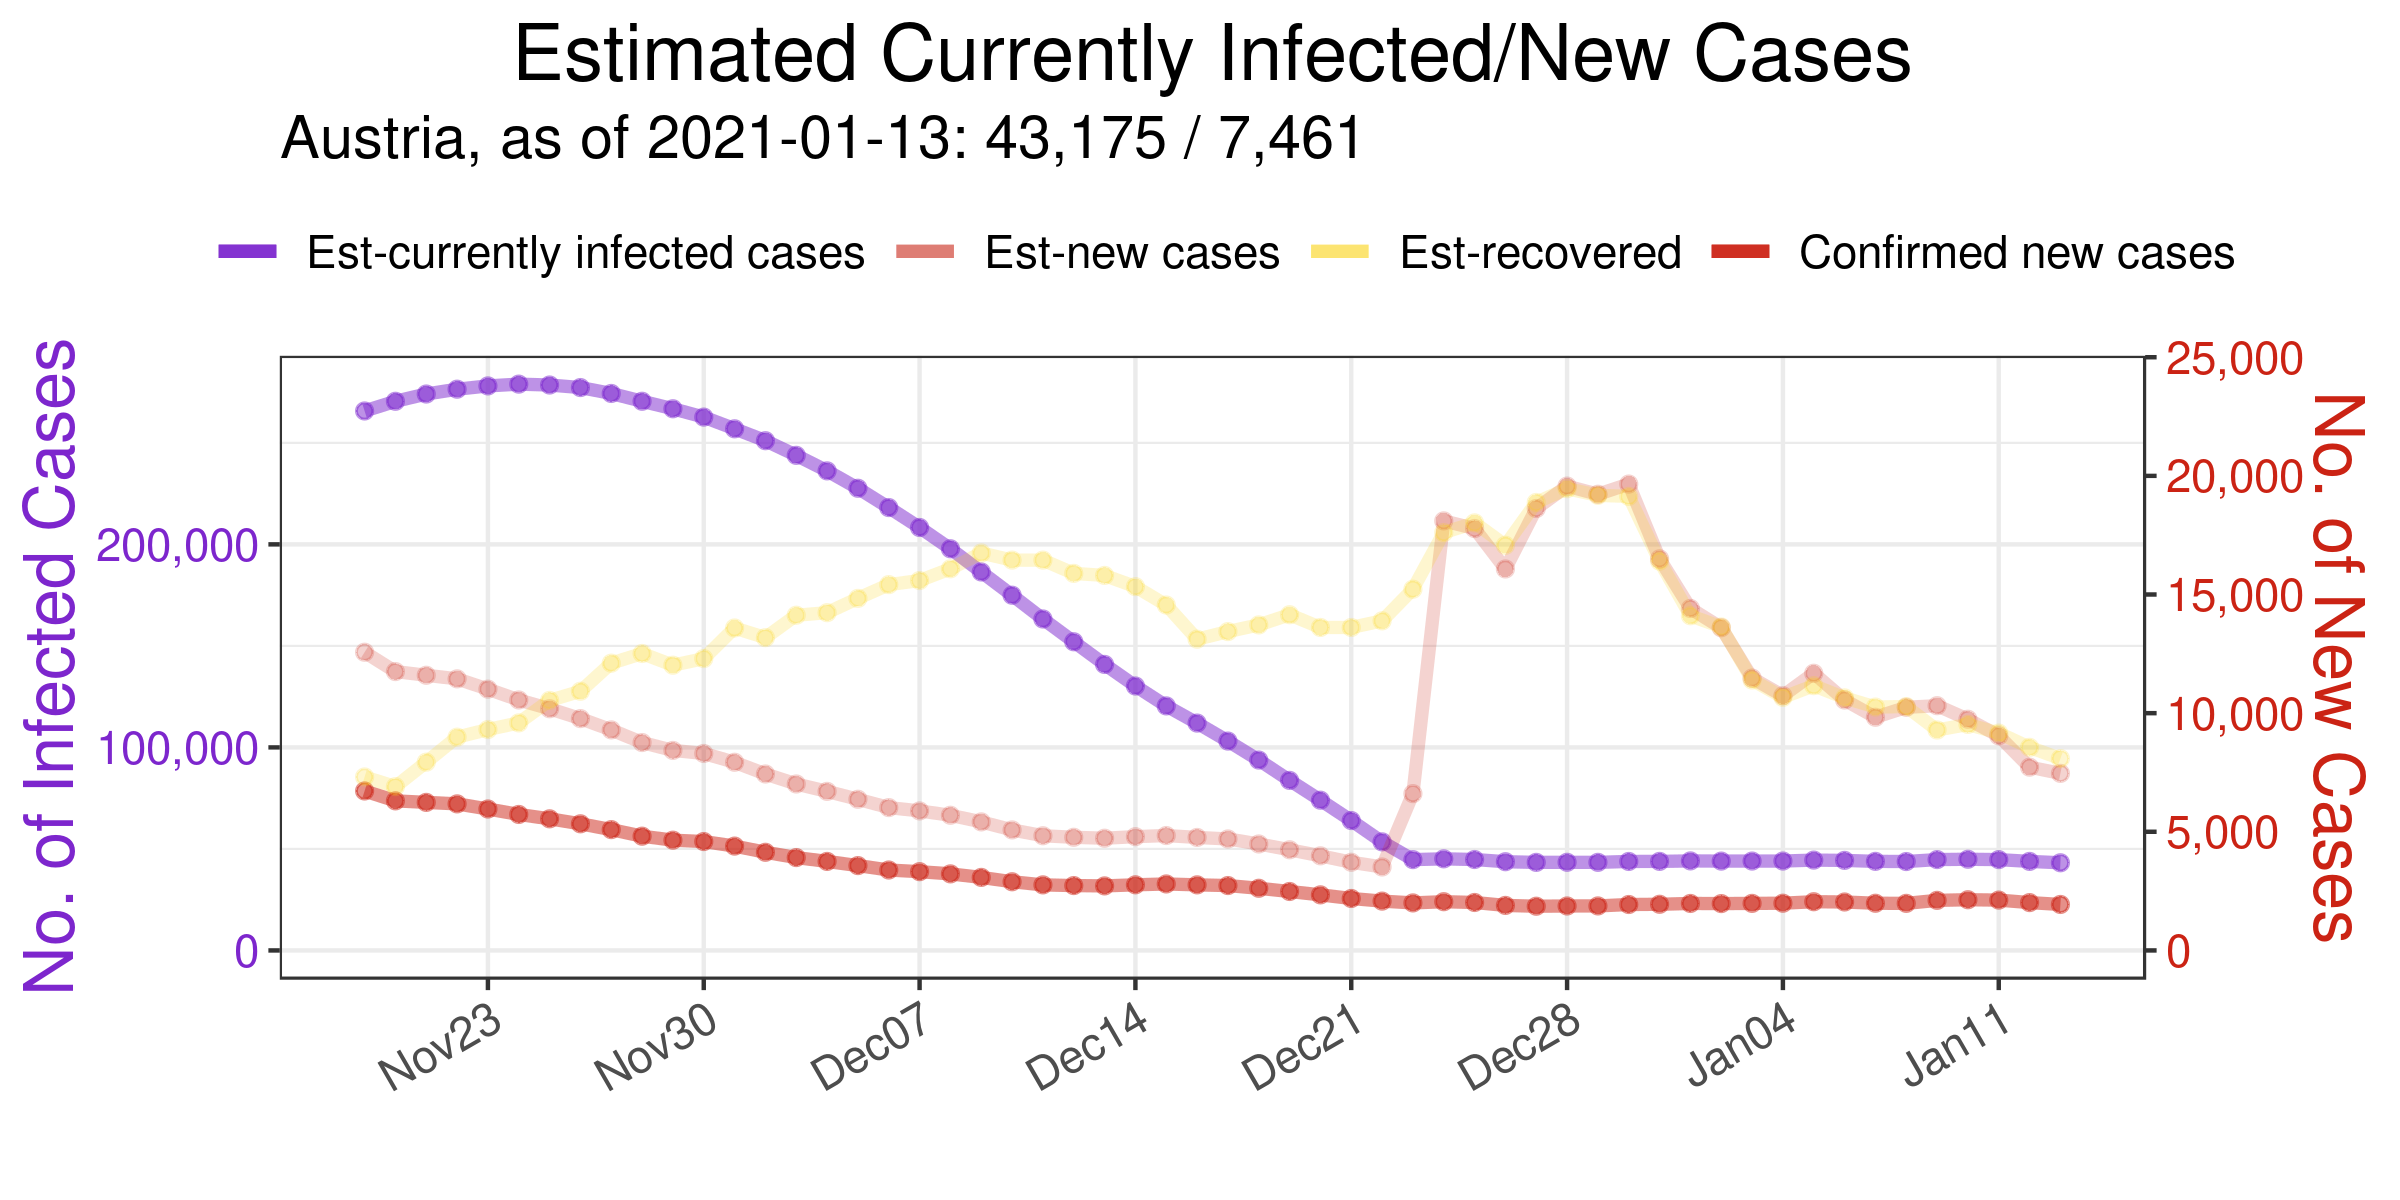 Estimated Currently Infected/New Cases
Austria, as of 2021-01-13: 43,175 / 7,461
Est-currently infected cases Est-new cases Est-recovered Confirmed new cases
No. of Infected Cases
200,000
100,000
0
25,000
20,000
15,000
10,000
5,000
0
No. of New Cases
Nov23 Nov30 Dec07 Dec14 Dec21 Dec28 Jan04 Jan11